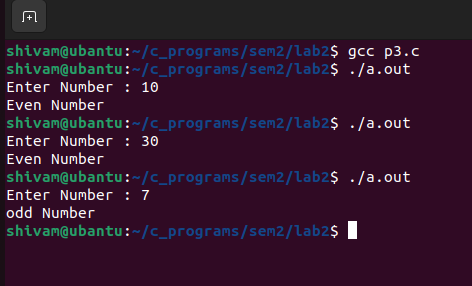 shivam@ubantu:~/c_programs/sem2/lab2$ gcc p3.c
shivam@ubantu:~/c_programs/sem2/lab2$ ./a.out
Enter Number : 10
Even Number
shivam@ubantu:~/c_programs/sem2/lab2$ ./a.out
Enter Number : 30
Even Number
shivam@ubantu:~/c_programs/sem2/lab2$ ./a.out
Enter Number : 7
odd Number
shivam@ubantu:~/c_programs/sem2/lab2$